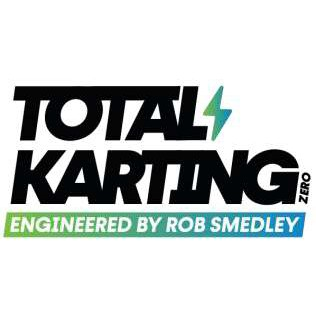 TOTAL
KARTING
ZERO
ENGINEERED BY ROB SMEDLEY